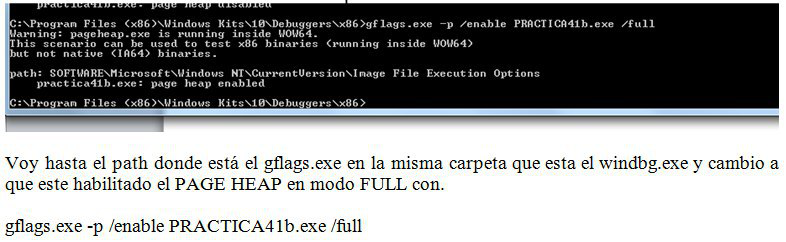 practica41b.exe: page heap disabled
C:\Program Files (x86)\Windows Kits\10\Debuggers\x86>gflags.exe -p /enable PRACTICA41b.exe /full
Warning: pageheap.exe is running inside WOW64.
This scenario can be used to test x86 binaries (running inside WOW64)
but not native (IA64) binaries.
path: SOFTWARE\Microsoft\Windows NT\CurrentVersion\Image File Execution Options
practica41b.exe: page heap enabled
C:\Program Files (x86)\Windows Kits\10\Debuggers\x86>
Voy hasta el path donde está el gflags.exe en la misma carpeta que esta el windbg.exe y cambio a
que este habilitado el PAGE HEAP en modo FULL con.
gflags.exe -p /enable PRACTICA41b.exe /full